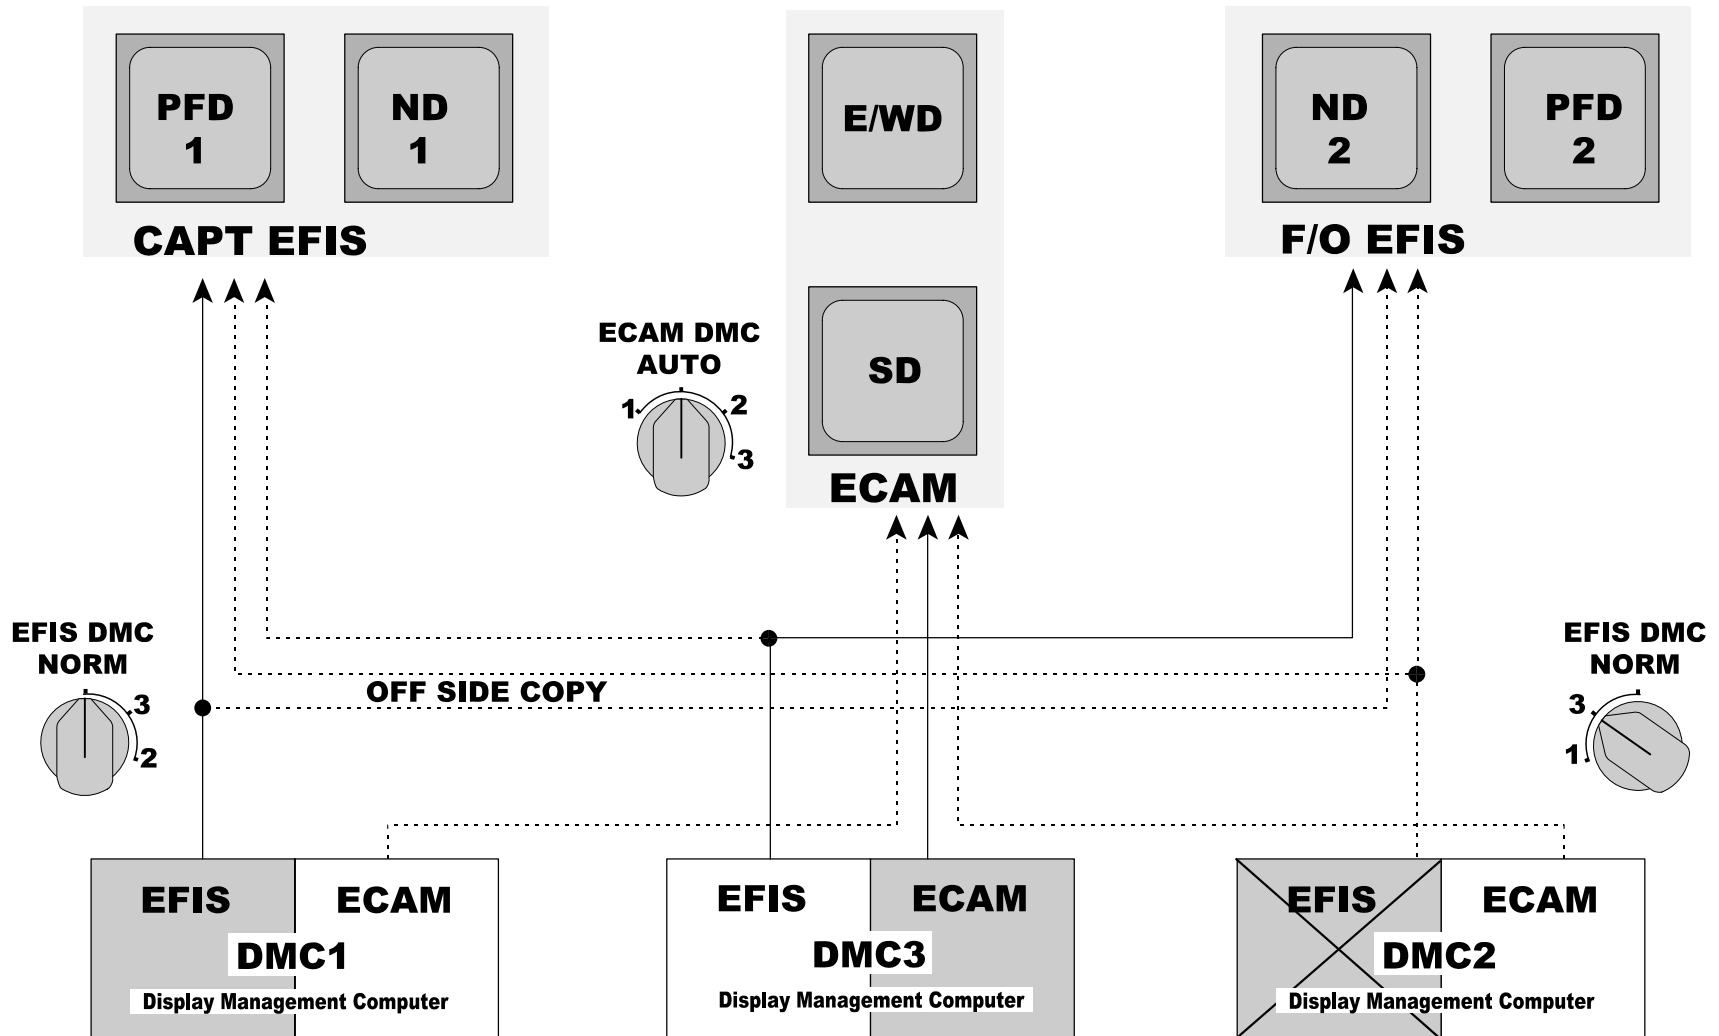 PFD
1
ND
1
CAPT EFIS
E/WD
SD
ECAM
ND
2
PFD
2
F/O EFIS
ECAM DMC
AUTO
1
2
3
EFIS DMC
NORM
3
2
OFF SIDE COPY
EFIS DMC
NORM
3
1
EFIS
ECAM
DMC1
Display Management Computer
EFIS
ECAM
DMC3
Display Management Computer
EFIS
ECAM
DMC2
Display Management Computer